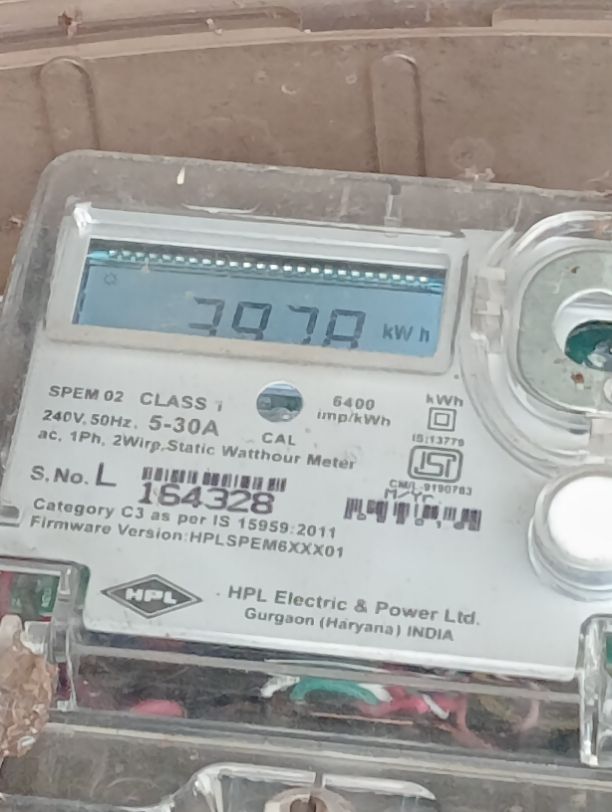 3978 kWh
SPEM 02 CLASS 1
6400
imp/kWh
kWh
240V, 50Hz, 5-30A
CAL
IS:13779
ac, 1Ph, 2Wire, Static Watthour Meter
ISI
CM/L-9190783
M/Yr.
S.No. L 164328
Category C3 as per IS 15959:2011
Firmware Version:HPLSPEM6XXX01
HPL
HPL Electric & Power Ltd.
Gurgaon (Haryana) INDIA